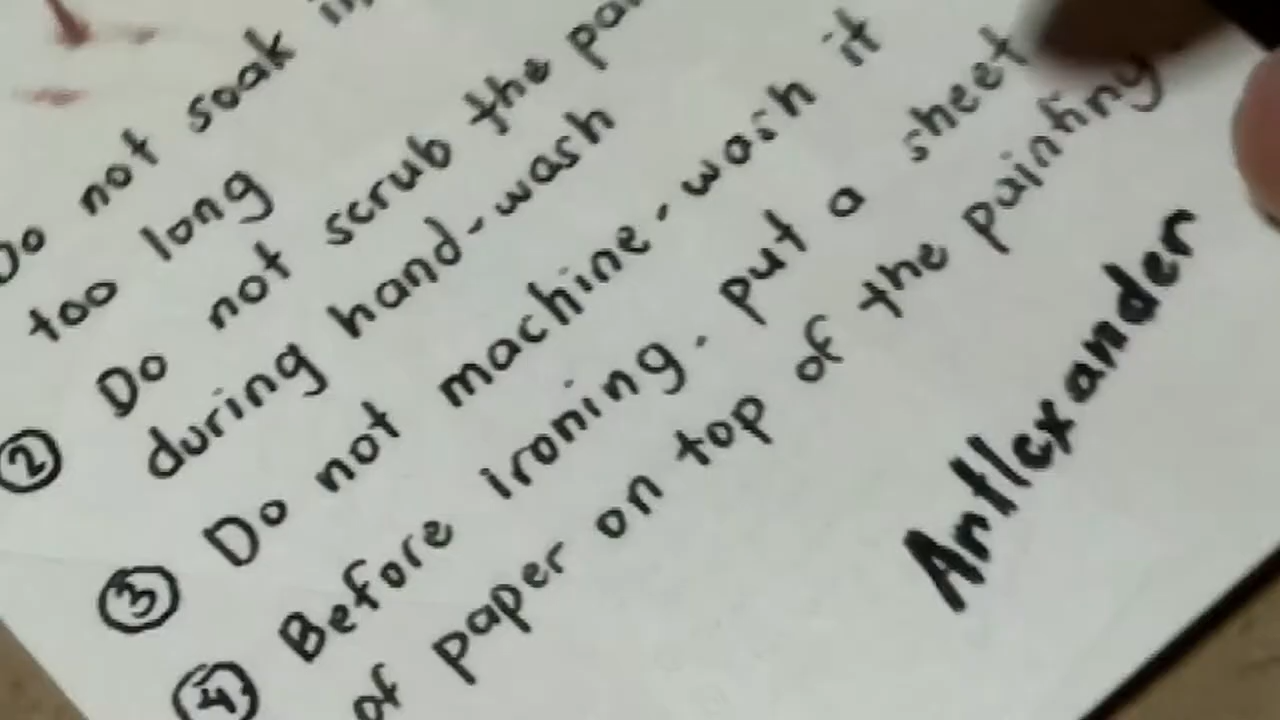 Do not soak
too long
② Do not scrub the
during hand-wash
③ Do not machine-wash it
④ Before ironing. put a sheet
of paper on top of the painting
Artlexander